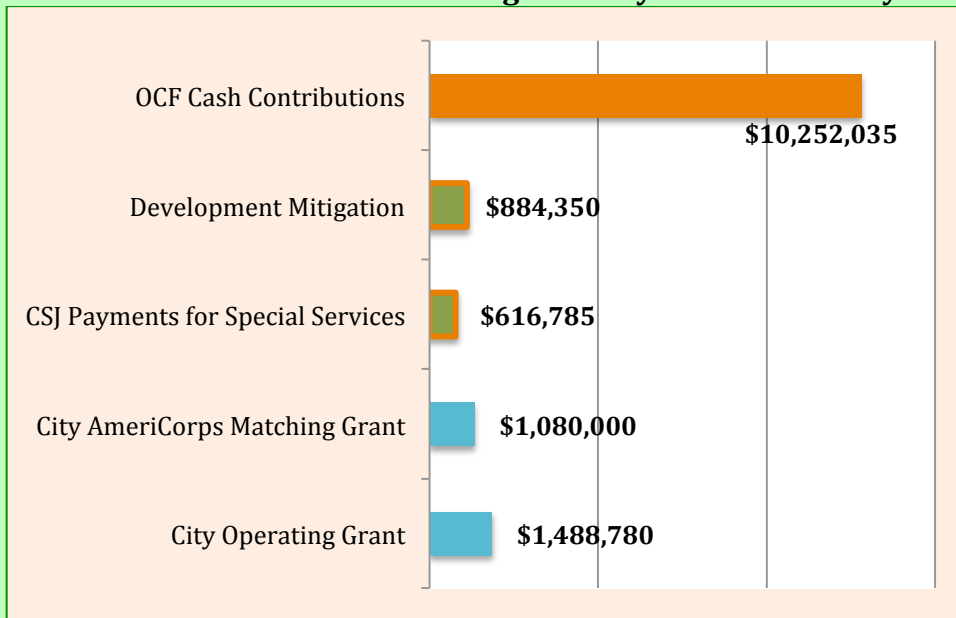 OCF Cash Contributions
$10,252,035
Development Mitigation
$884,350
CSJ Payments for Special Services
$616,785
City AmeriCorps Matching Grant
$1,080,000
City Operating Grant
$1,488,780